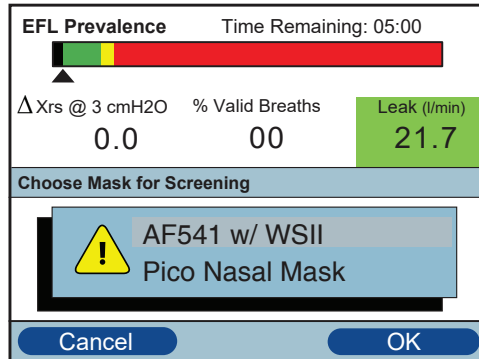 EFL Prevalence Time Remaining: 05:00
Δ Xrs @ 3 cmH2O % Valid Breaths Leak (l/min)
0.0 00 21.7
Choose Mask for Screening
! AF541 w/ WSII
Pico Nasal Mask
Cancel OK